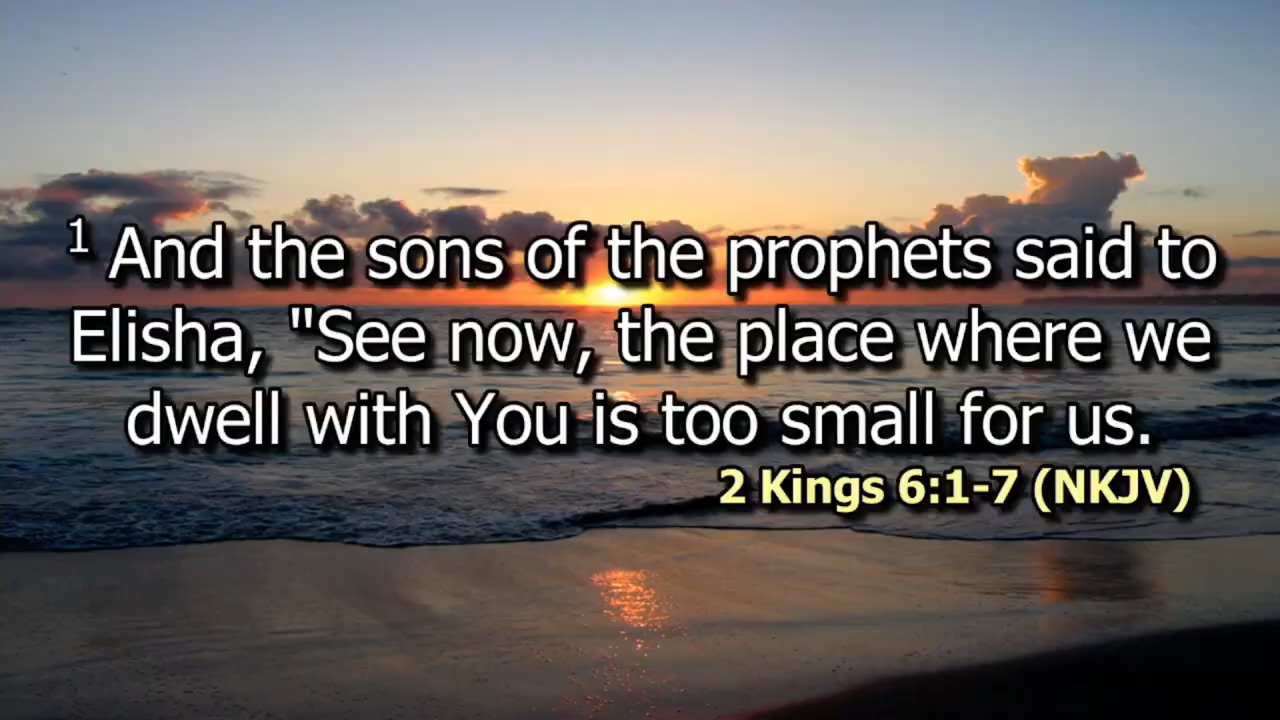 1 And the sons of the prophets said to
Elisha, "See now, the place where we
dwell with You is too small for us.
2 Kings 6:1-7 (NKJV)